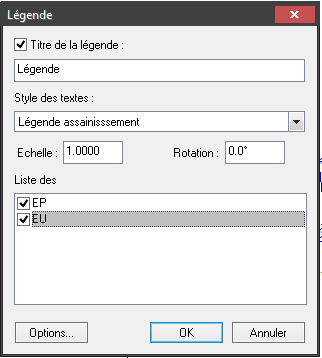 Légende
Titre de la légende :
Légende
Style des textes :
Légende assainisssement
Echelle : 1.0000 Rotation : 0.0°
Liste des
EP
EU
Options... OK Annuler